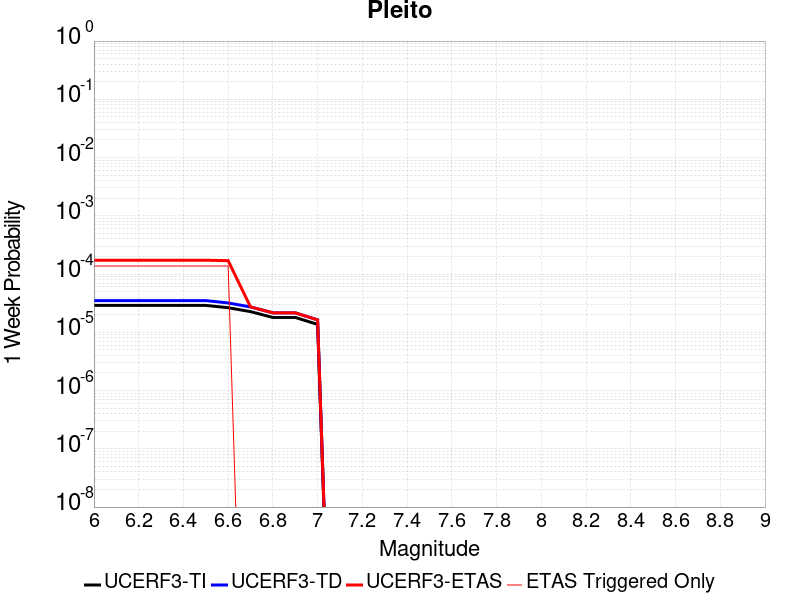 Pleito
10^0
10^-1
10^-2
10^-3
10^-4
10^-5
10^-6
10^-7
10^-8
1 Week Probability
6 6.2 6.4 6.6 6.8 7 7.2 7.4 7.6 7.8 8 8.2 8.4 8.6 8.8 9
Magnitude
UCERF3-TI UCERF3-TD UCERF3-ETAS ETAS Triggered Only